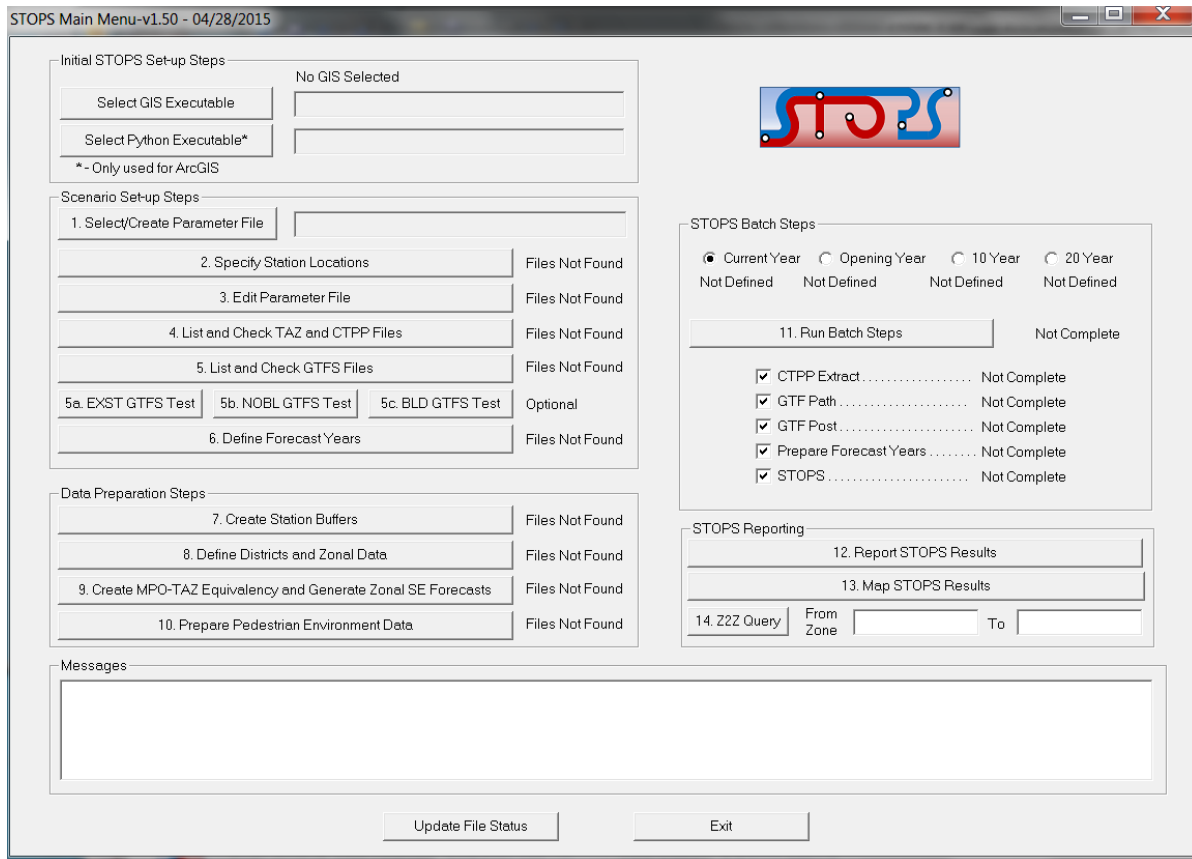 STOPS Main Menu-v1.50 - 04/28/2015
Initial STOPS Set-up Steps
No GIS Selected
Select GIS Executable
Select Python Executable*
* - Only used for ArcGIS
STOPS
Scenario Set-up Steps
1. Select/Create Parameter File
2. Specify Station Locations Files Not Found
3. Edit Parameter File Files Not Found
4. List and Check TAZ and CTPP Files Files Not Found
5. List and Check GTFS Files Files Not Found
5a. EXST GTFS Test 5b. NOBL GTFS Test 5c. BLD GTFS Test Optional
6. Define Forecast Years Files Not Found
Data Preparation Steps
7. Create Station Buffers Files Not Found
8. Define Districts and Zonal Data Files Not Found
9. Create MPO-TAZ Equivalency and Generate Zonal SE Forecasts Files Not Found
10. Prepare Pedestrian Environment Data Files Not Found
STOPS Batch Steps
Current Year Opening Year 10 Year 20 Year
Not Defined Not Defined Not Defined Not Defined
11. Run Batch Steps Not Complete
CTPP Extract . . . . . . . . . . . . . . . . . . Not Complete
GTF Path . . . . . . . . . . . . . . . . . . . . . Not Complete
GTF Post . . . . . . . . . . . . . . . . . . . . . Not Complete
Prepare Forecast Years . . . . . . . . Not Complete
STOPS . . . . . . . . . . . . . . . . . . . . . . . Not Complete
STOPS Reporting
12. Report STOPS Results
13. Map STOPS Results
14. Z2Z Query From Zone To
Messages
Update File Status Exit